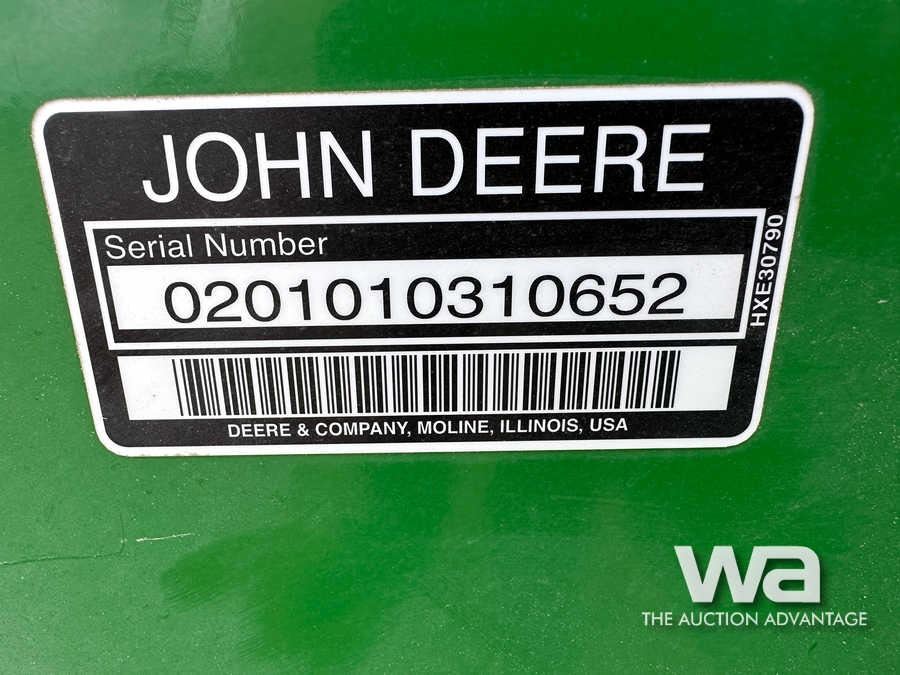 JOHN DEERE
Serial Number
0201010310652
HXE30790
DEERE & COMPANY, MOLINE, ILLINOIS, USA
wa
THE AUCTION ADVANTAGE